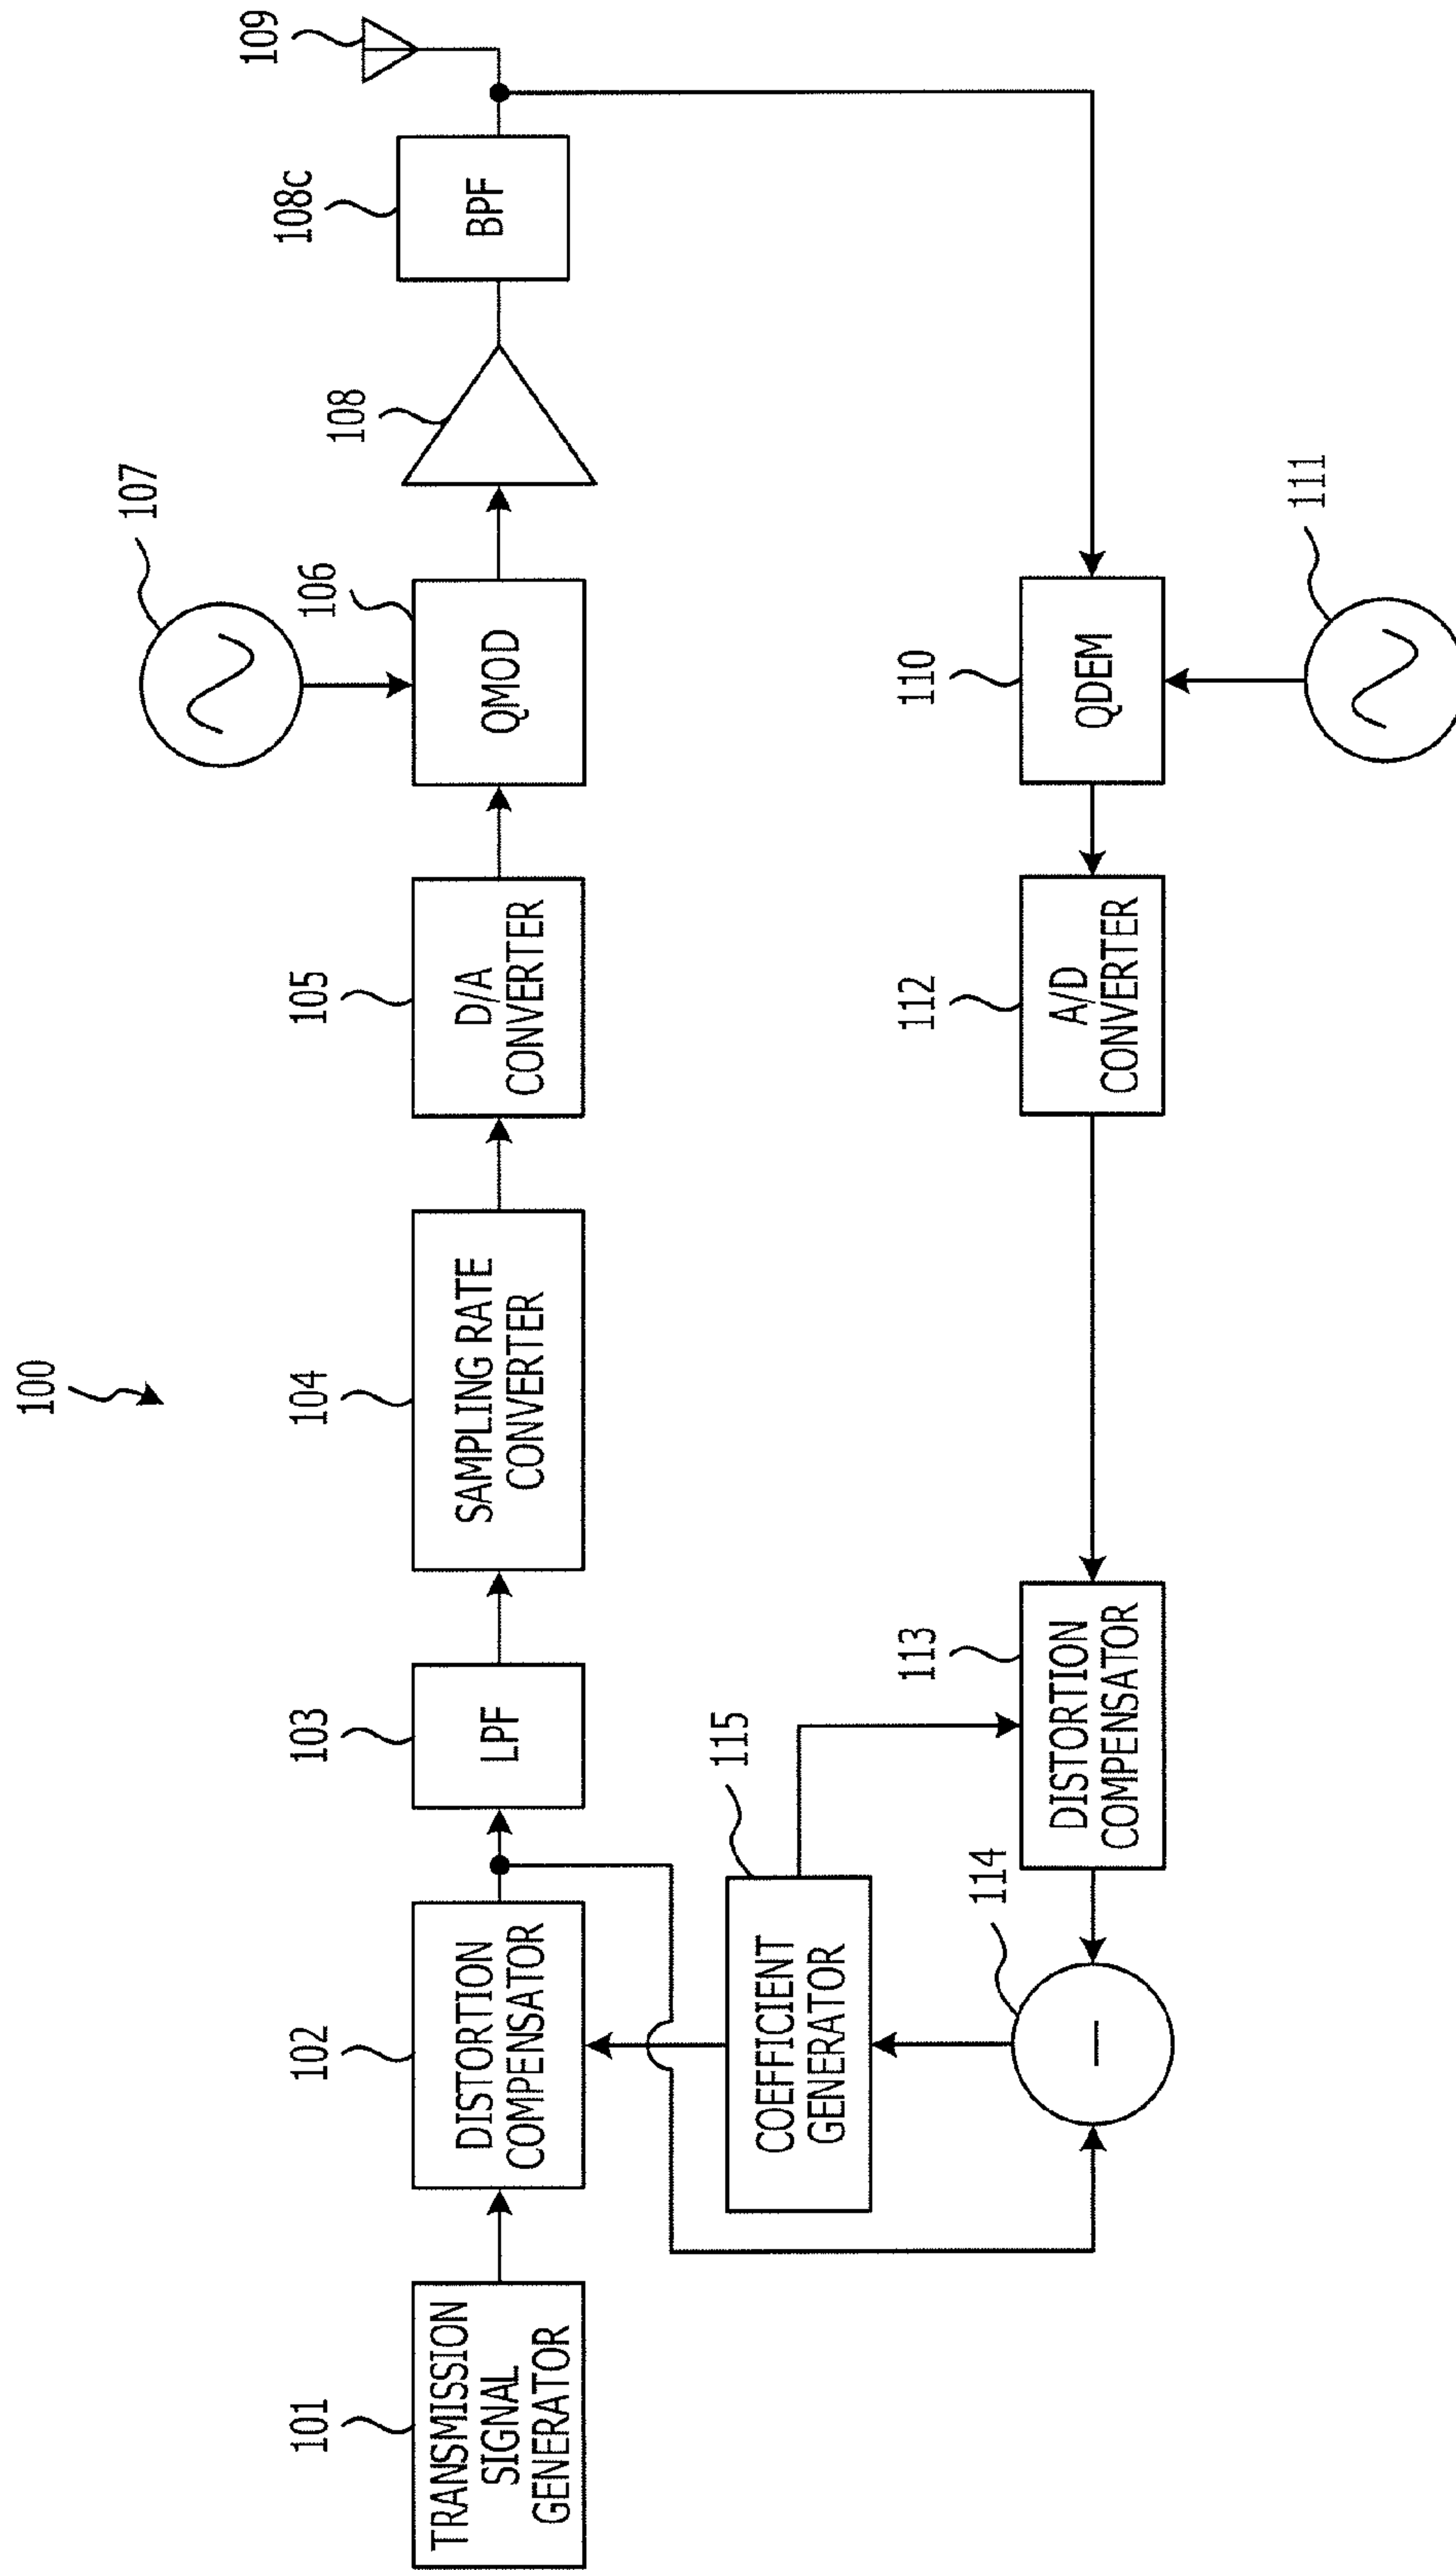 100
101
TRANSMISSION
SIGNAL
GENERATOR
102
DISTORTION
COMPENSATOR
103
LPF
104
SAMPLING RATE
CONVERTER
105
D/A
CONVERTER
106
QMOD
107
108
108c
BPF
109
115
COEFFICIENT
GENERATOR
114
−
113
DISTORTION
COMPENSATOR
112
A/D
CONVERTER
110
QDEM
111